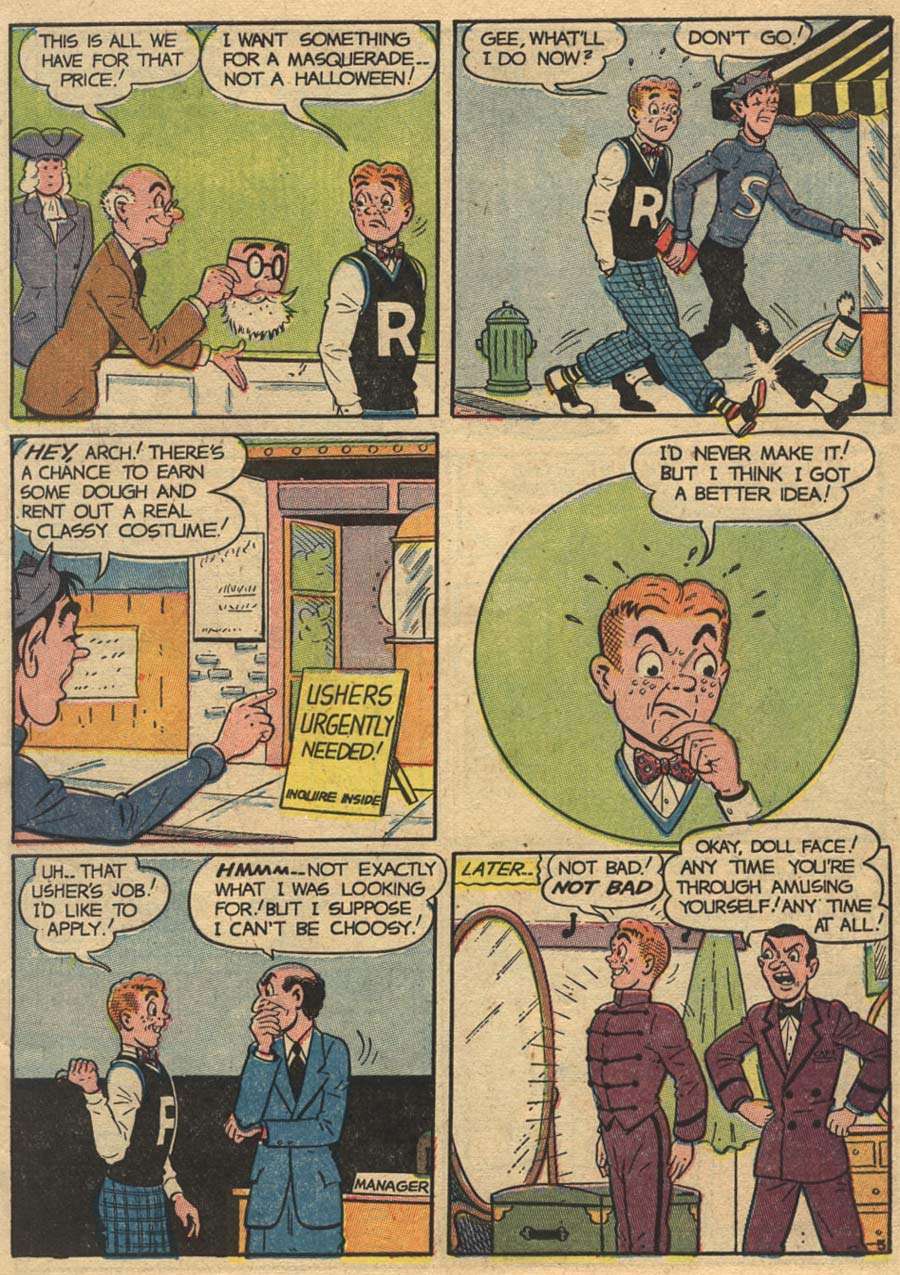 THIS IS ALL WE
HAVE FOR THAT
PRICE!
I WANT SOMETHING
FOR A MASQUERADE--
NOT A HALLOWEEN!
R
GEE, WHAT'LL
I DO NOW?
DON'T GO!
R
S
HEY, ARCH! THERE'S
A CHANCE TO EARN
SOME DOUGH AND
RENT OUT A REAL
CLASSY COSTUME!
USHERS
URGENTLY
NEEDED!
INQUIRE INSIDE
I'D NEVER MAKE IT!
BUT I THINK I GOT
A BETTER IDEA!
UH-- THAT
USHER'S JOB!
I'D LIKE TO
APPLY!
HMMM--NOT EXACTLY
WHAT I WAS LOOKING
FOR! BUT I SUPPOSE
I CAN'T BE CHOOSY!
R
MANAGER
LATER--
NOT BAD!
NOT BAD
OKAY, DOLL FACE!
ANY TIME YOU'RE
THROUGH AMUSING
YOURSELF! ANY TIME
AT ALL!